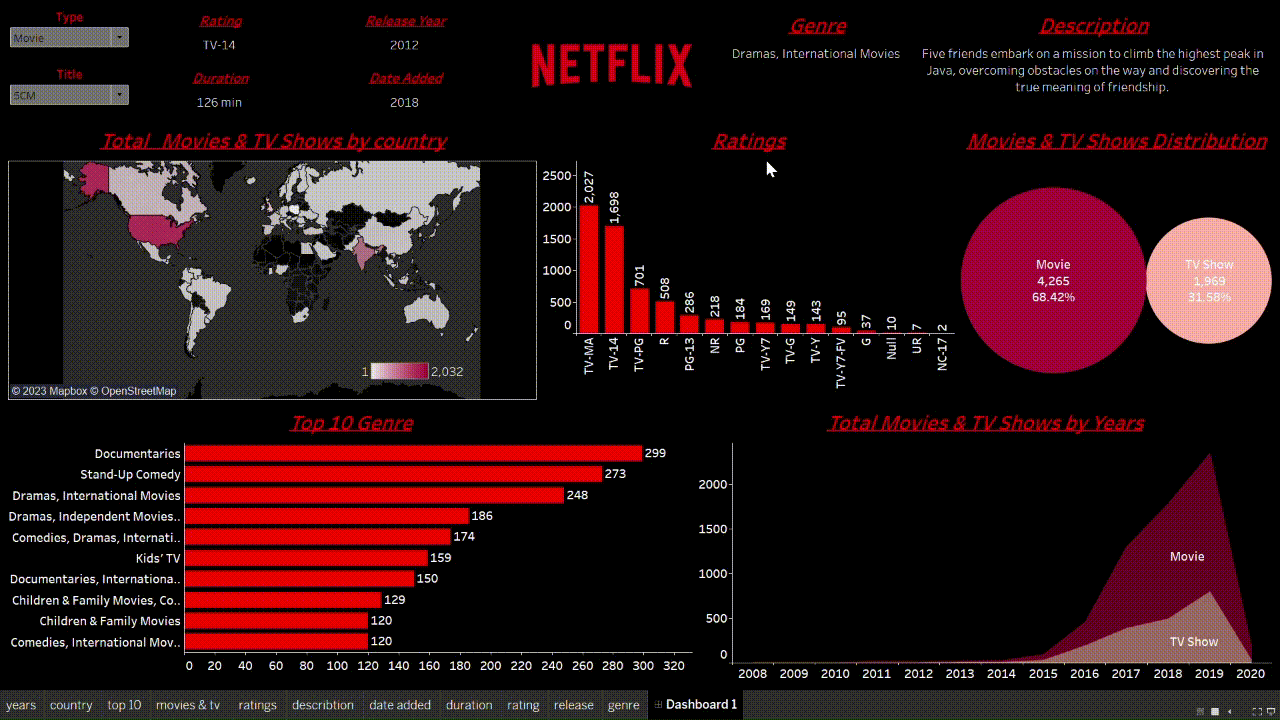 Type
Movie
Title
5CM
Rating
TV-14
Release Year
2012
Duration
126 min
Date Added
2018
NETFLIX
Genre
Dramas, International Movies
Description
Five friends embark on a mission to climb the highest peak in
Java, overcoming obstacles on the way and discovering the
true meaning of friendship.
Total Movies & TV Shows by country
1 2,032
© 2023 Mapbox © OpenStreetMap
Ratings
2500
2000
1500
1000
500
0
2,027
1,698
701
508
286
218
184
169
149
143
95
37
10
7
2
TV-MA
TV-14
TV-PG
R
PG-13
NR
PG
TV-Y7
TV-G
TV-Y
TV-Y7-FV
G
Null
UR
NC-17
Movies & TV Shows Distribution
Movie
4,265
68.42%
TV Show
1,969
31.58%
Top 10 Genre
Documentaries 299
Stand-Up Comedy 273
Dramas, International Movies 248
Dramas, Independent Movies.. 186
Comedies, Dramas, Internati.. 174
Kids' TV 159
Documentaries, Internationa.. 150
Children & Family Movies, Co.. 129
Children & Family Movies 120
Comedies, International Mov.. 120
0 20 40 60 80 100 120 140 160 180 200 220 240 260 280 300 320
Total Movies & TV Shows by Years
2000
1500
1000
500
0
Movie
TV Show
2008 2009 2010 2011 2012 2013 2014 2015 2016 2017 2018 2019 2020
years country top 10 movies & tv ratings describtion date added duration rating release genre Dashboard 1